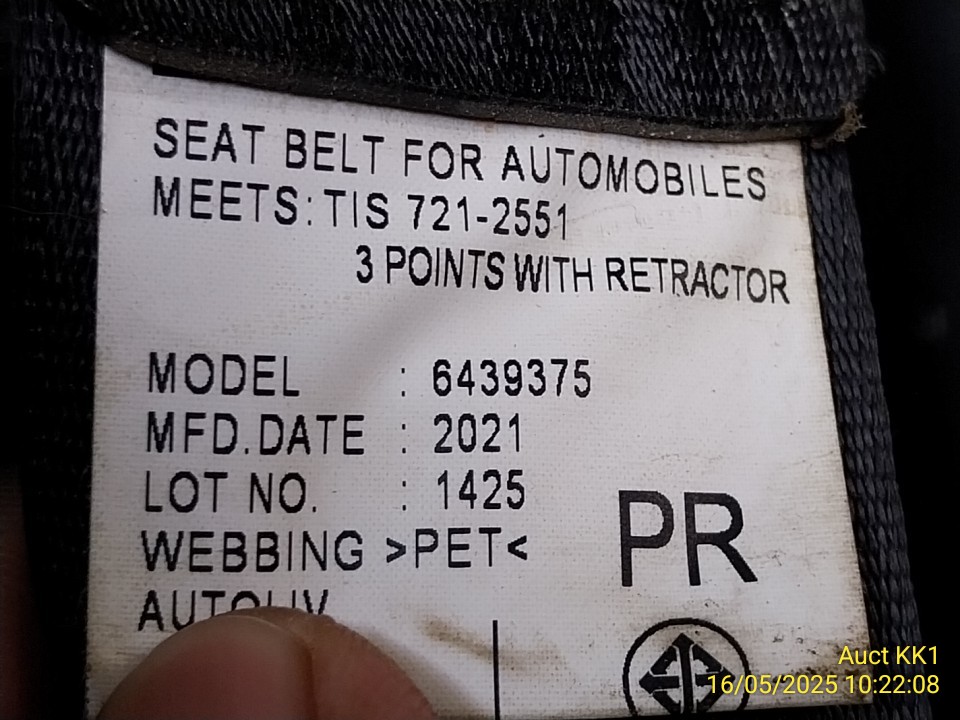 SEAT BELT FOR AUTOMOBILES
MEETS: TIS 721-2551
3 POINTS WITH RETRACTOR
MODEL : 6439375
MFD.DATE : 2021
LOT NO. : 1425
WEBBING >PET<
PR
AUTOLIV
Auct KK1
16/05/2025 10:22:08